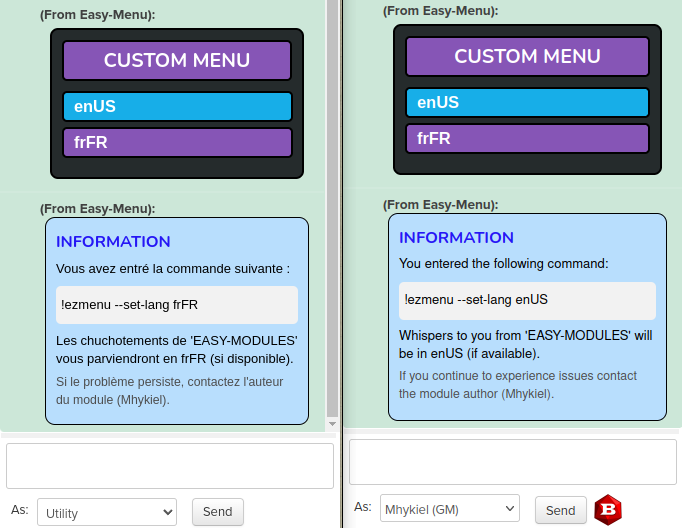 (From Easy-Menu):
CUSTOM MENU
enUS
frFR
(From Easy-Menu):
INFORMATION
Vous avez entré la commande suivante :
!ezmenu --set-lang frFR
Les chuchotements de 'EASY-MODULES'
vous parviendront en frFR (si disponible).
Si le problème persiste, contactez l'auteur
du module (Mhykiel).
As:
Utility
Send
(From Easy-Menu):
CUSTOM MENU
enUS
frFR
(From Easy-Menu):
INFORMATION
You entered the following command:
!ezmenu --set-lang enUS
Whispers to you from 'EASY-MODULES' will
be in enUS (if available).
If you continue to experience issues contact
the module author (Mhykiel).
As:
Mhykiel (GM)
Send
B